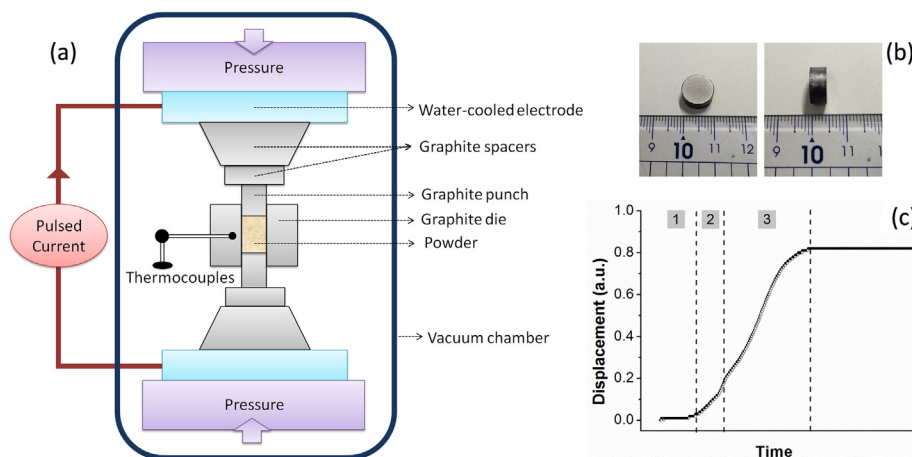 (a)
Pressure
Water-cooled electrode
Graphite spacers
Graphite punch
Graphite die
Powder
Pulsed
Current
Thermocouples
Vacuum chamber
Pressure
(b)
9 10 11 12
9 10 11
(c)
1 2 3
1.0
0.8
0.6
0.4
0.2
0.0
Displacement (a.u.)
Time